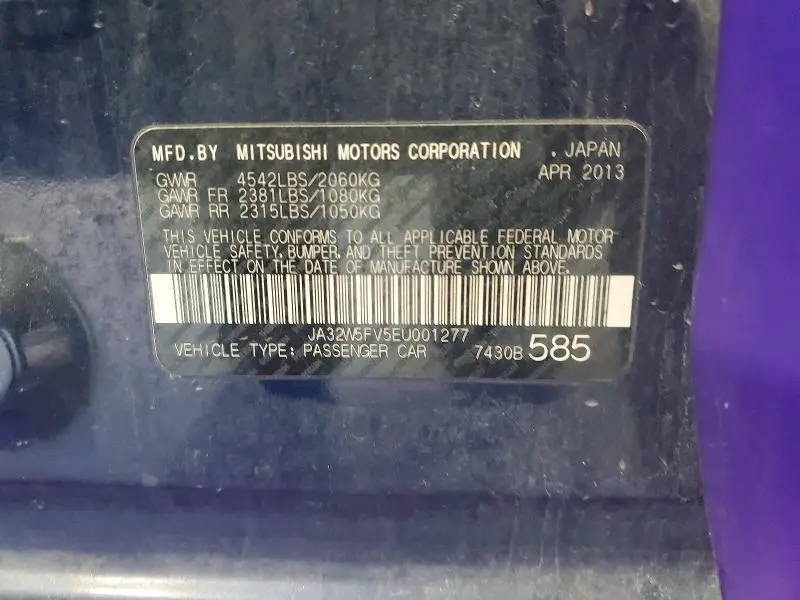 MFD.BY MITSUBISHI MOTORS CORPORATION . JAPAN
APR 2013
GVWR 4542LBS/2060KG
GAWR FR 2381LBS/1080KG
GAWR RR 2315LBS/1050KG
THIS VEHICLE CONFORMS TO ALL APPLICABLE FEDERAL MOTOR
VEHICLE SAFETY, BUMPER, AND THEFT PREVENTION STANDARDS
IN EFFECT ON THE DATE OF MANUFACTURE SHOWN ABOVE.
JA32W5FV5EU001277
VEHICLE TYPE: PASSENGER CAR 7430B 585